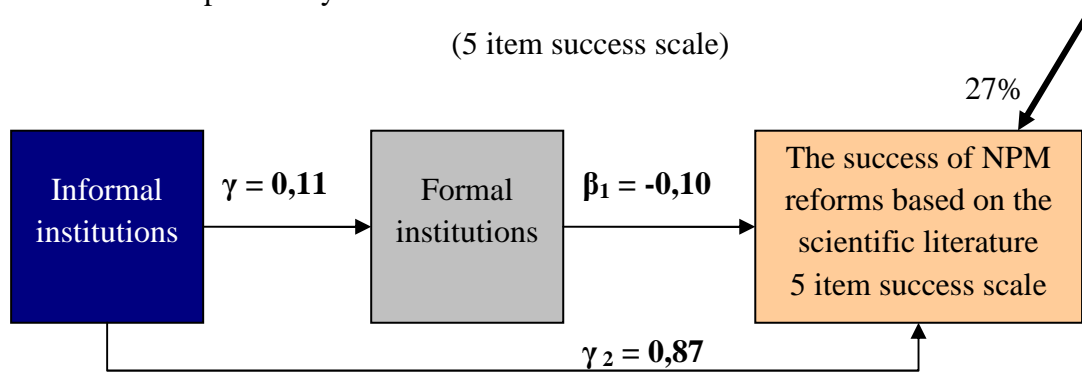 (5 item success scale)
27%
Informal
institutions
γ = 0,11
Formal
institutions
β₁ = -0,10
The success of NPM
reforms based on the
scientific literature
5 item success scale
γ ₂ = 0,87